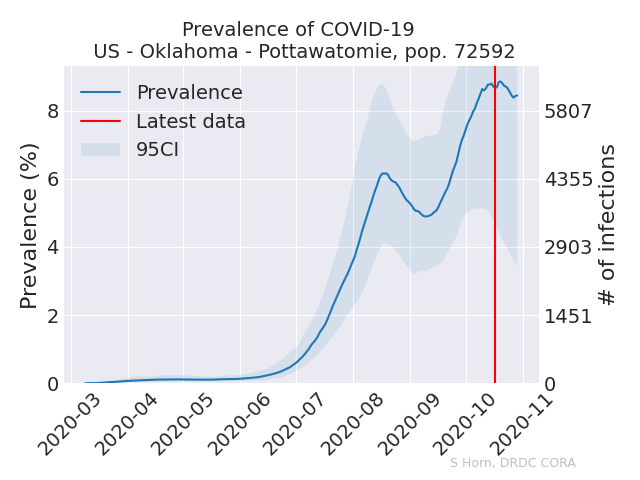 Prevalence of COVID-19
US - Oklahoma - Pottawatomie, pop. 72592
Prevalence
Latest data
95CI
Prevalence (%)
8
6
4
2
0
5807
4355
2903
1451
0
# of infections
2020-03
2020-04
2020-05
2020-06
2020-07
2020-08
2020-09
2020-10
2020-11
S Horn, DRDC CORA